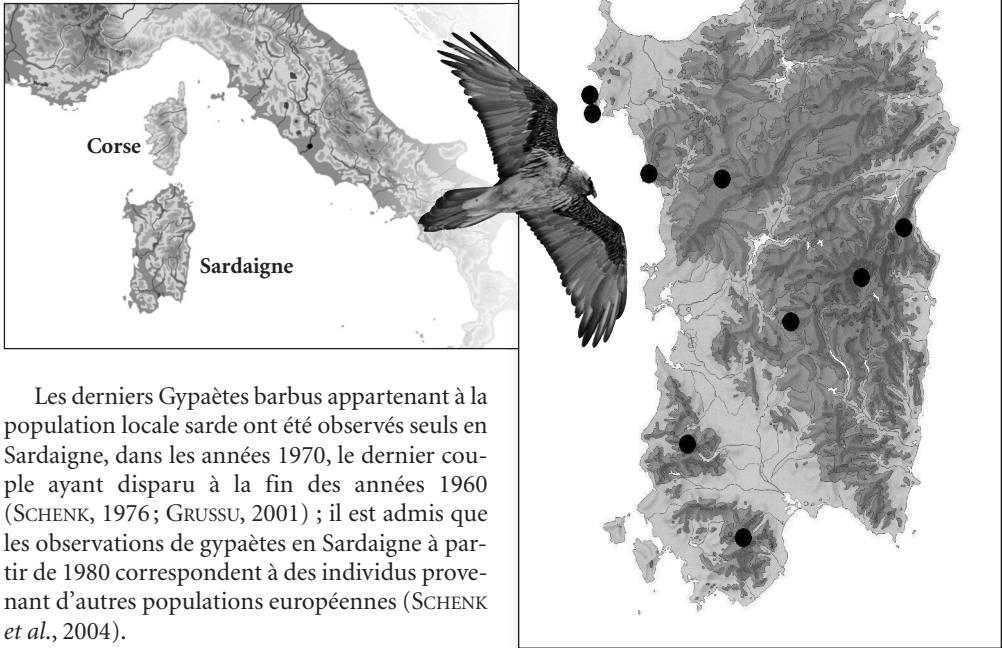 Corse
Sardaigne
Les derniers Gypaètes barbus appartenant à la
population locale sarde ont été observés seuls en
Sardaigne, dans les années 1970, le dernier cou-
ple ayant disparu à la fin des années 1960
(SCHENK, 1976; GRUSSU, 2001) ; il est admis que
les observations de gypaètes en Sardaigne à par-
tir de 1980 correspondent à des individus prove-
nant d'autres populations européennes (SCHENK
et al., 2004).